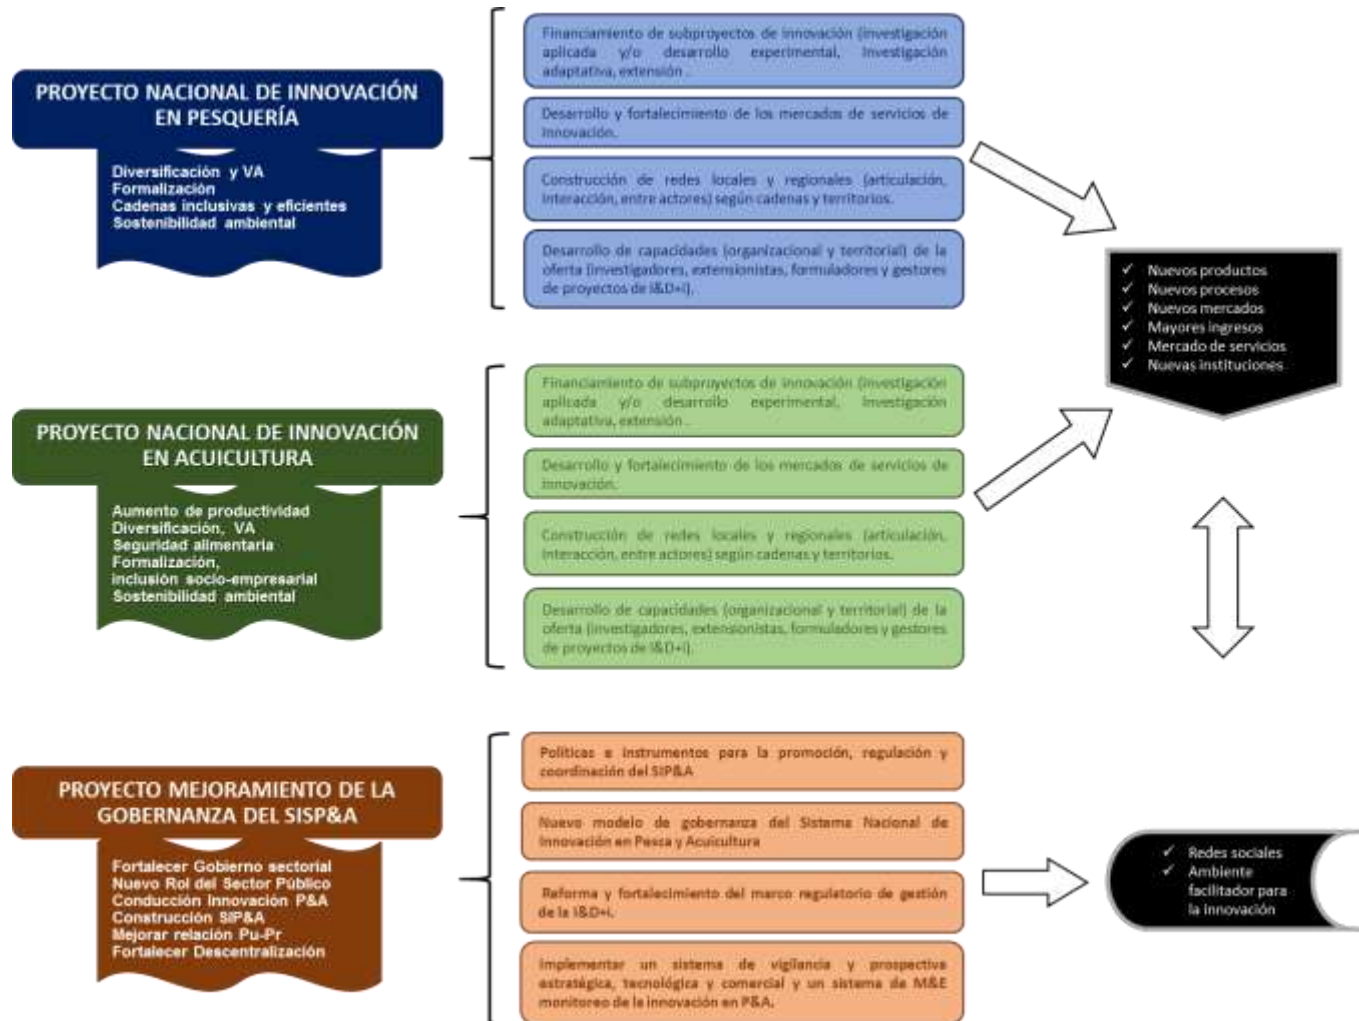 PROYECTO NACIONAL DE INNOVACIÓN
EN PESQUERÍA
Diversificación y VA
Formalización
Cadenas inclusivas y eficientes
Sostenibilidad ambiental
Financiamiento de subproyectos de innovación (investigación
aplicada y/o desarrollo experimental, Investigación
adaptativa, extensión .
Desarrollo y fortalecimiento de los mercados de servicios de
innovación.
Construcción de redes locales y regionales (articulación,
interacción, entre actores) según cadenas y territorios.
Desarrollo de capacidades (organizacional y territorial) de la
oferta (investigadores, extensionistas, formuladores y gestores
de proyectos de I&D+i).
✓ Nuevos productos
✓ Nuevos procesos
✓ Nuevos mercados
✓ Mayores ingresos
✓ Mercado de servicios
✓ Nuevas instituciones
PROYECTO NACIONAL DE INNOVACIÓN
EN ACUICULTURA
Aumento de productividad
Diversificación, VA
Seguridad alimentaria
Formalización,
inclusión socio-empresarial
Sostenibilidad ambiental
Financiamiento de subproyectos de innovación (investigación
aplicada y/o desarrollo experimental, Investigación
adaptativa, extensión .
Desarrollo y fortalecimiento de los mercados de servicios de
innovación.
Construcción de redes locales y regionales (articulación,
interacción, entre actores) según cadenas y territorios.
Desarrollo de capacidades (organizacional y territorial) de la
oferta (investigadores, extensionistas, formuladores y gestores
de proyectos de I&D+i).
PROYECTO MEJORAMIENTO DE LA
GOBERNANZA DEL SISP&A
Fortalecer Gobierno sectorial
Nuevo Rol del Sector Público
Conducción Innovación P&A
Construcción SIP&A
Mejorar relación Pu-Pr
Fortalecer Descentralización
Políticas e instrumentos para la promoción, regulación y
coordinación del SIP&A
Nuevo modelo de gobernanza del Sistema Nacional de
Innovación en Pesca y Acuicultura
Reforma y fortalecimiento del marco regulatorio de gestión
de la I&D+i.
Implementar un sistema de vigilancia y prospectiva
estratégica, tecnológica y comercial y un sistema de M&E
monitoreo de la innovación en P&A.
✓ Redes sociales
✓ Ambiente
facilitador para
la innovación